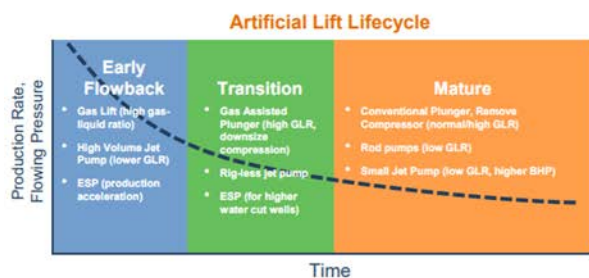 Artificial Lift Lifecycle
Production Rate,
Flowing Pressure
Early
Flowback
• Gas Lift (high gas-
liquid ratio)
• High Volume Jet
Pump (lower GLR)
• ESP (production
acceleration)
Transition
• Gas Assisted
Plunger (high GLR,
downsize
compression)
• Rig-less jet pump
• ESP (for higher
water cut wells)
Mature
• Conventional Plunger, Remove
Compressor (normal/high GLR)
• Rod pumps (low GLR)
• Small Jet Pump (low GLR, higher BHP)
Time